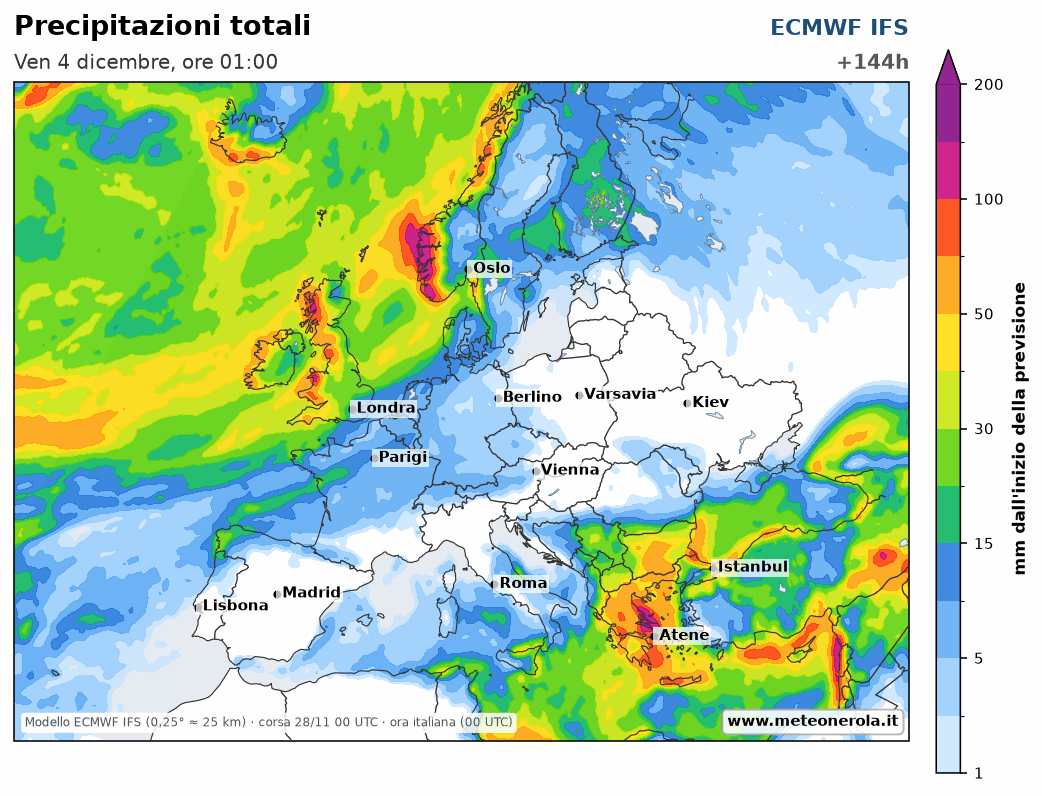 Precipitazioni totali
ECMWF IFS
Ven 4 dicembre, ore 01:00
+144h
200
100
50
30
15
5
1
mm dall'inizio della previsione
Oslo
Berlino
Varsavia
Kiev
Londra
Parigi
Vienna
Istanbul
Roma
Madrid
Lisbona
Atene
Modello ECMWF IFS (0,25° ≈ 25 km) · corsa 28/11 00 UTC · ora italiana (00 UTC)
www.meteonerola.it